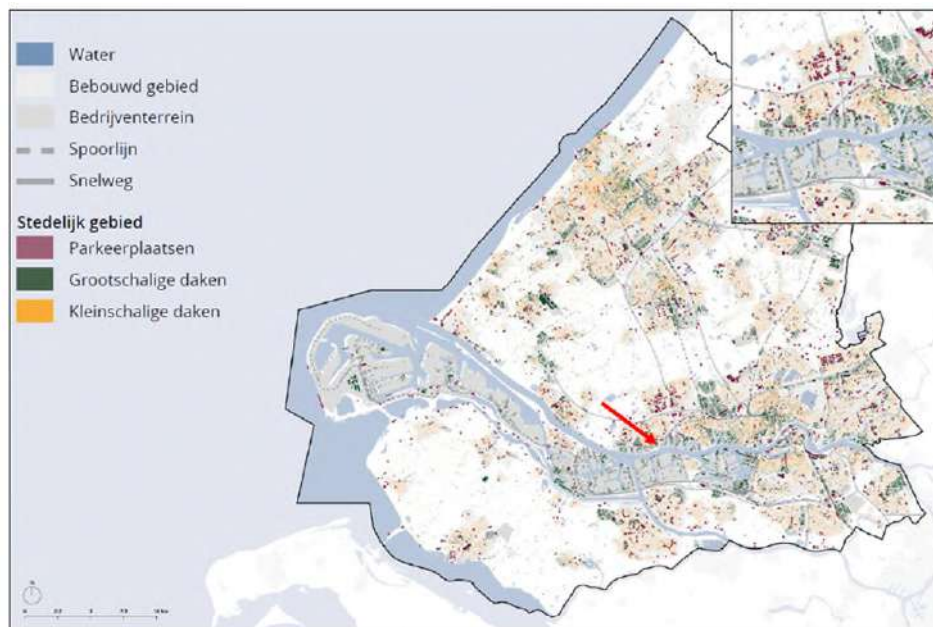 Water
Bebouwd gebied
Bedrijventerrein
Spoorlijn
Snelweg
Stedelijk gebied
Parkeerplaatsen
Grootschalige daken
Kleinschalige daken